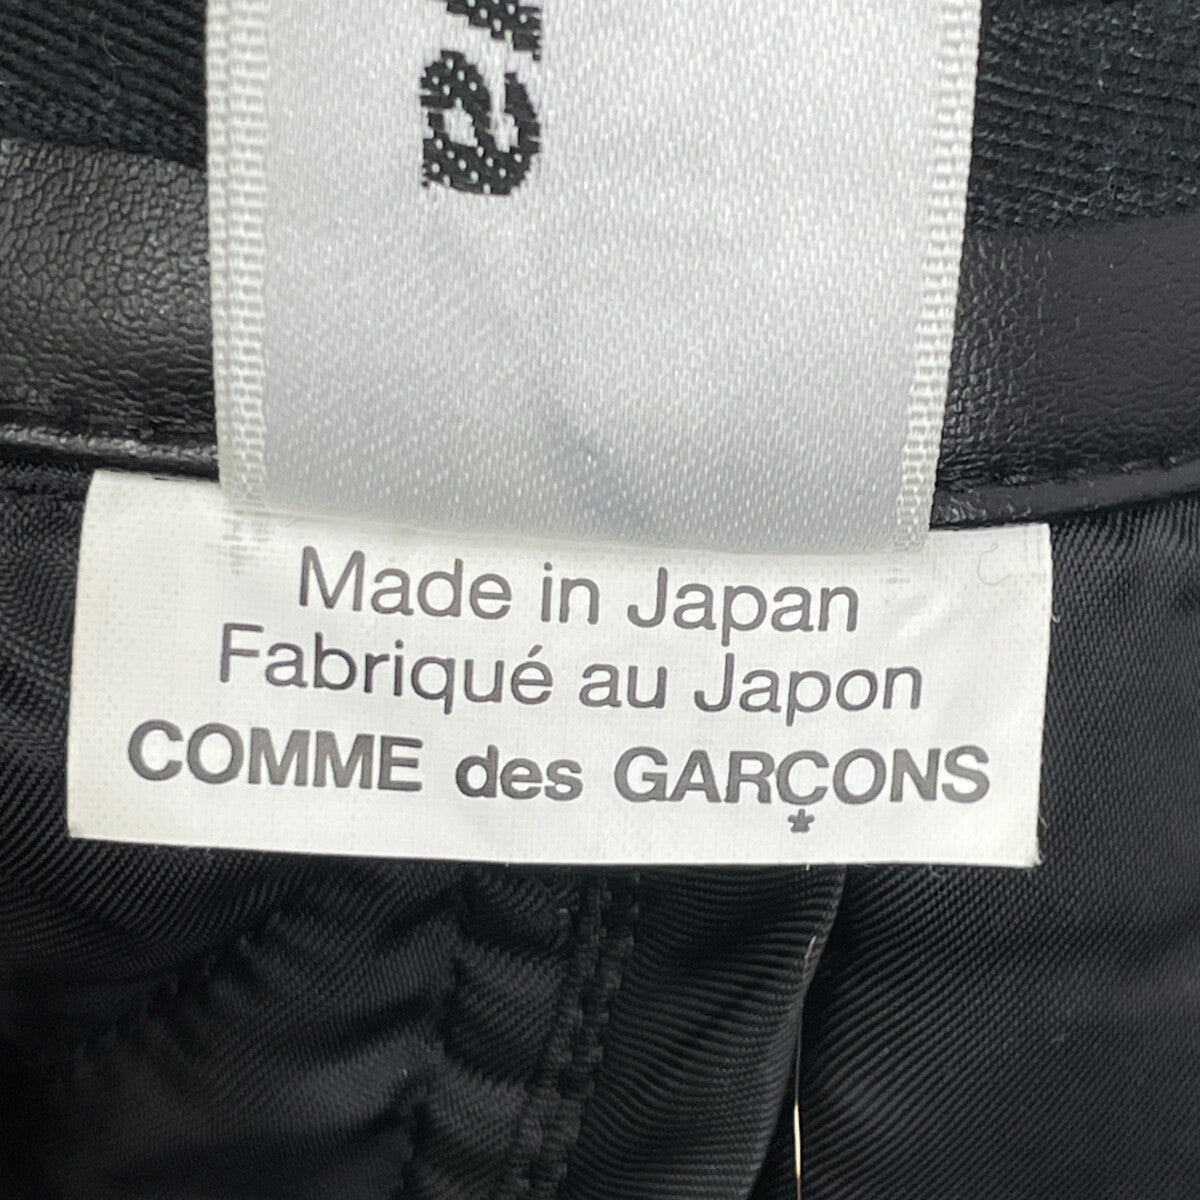 Made in Japan
Fabriqué au Japon
COMME des GARÇONS
*